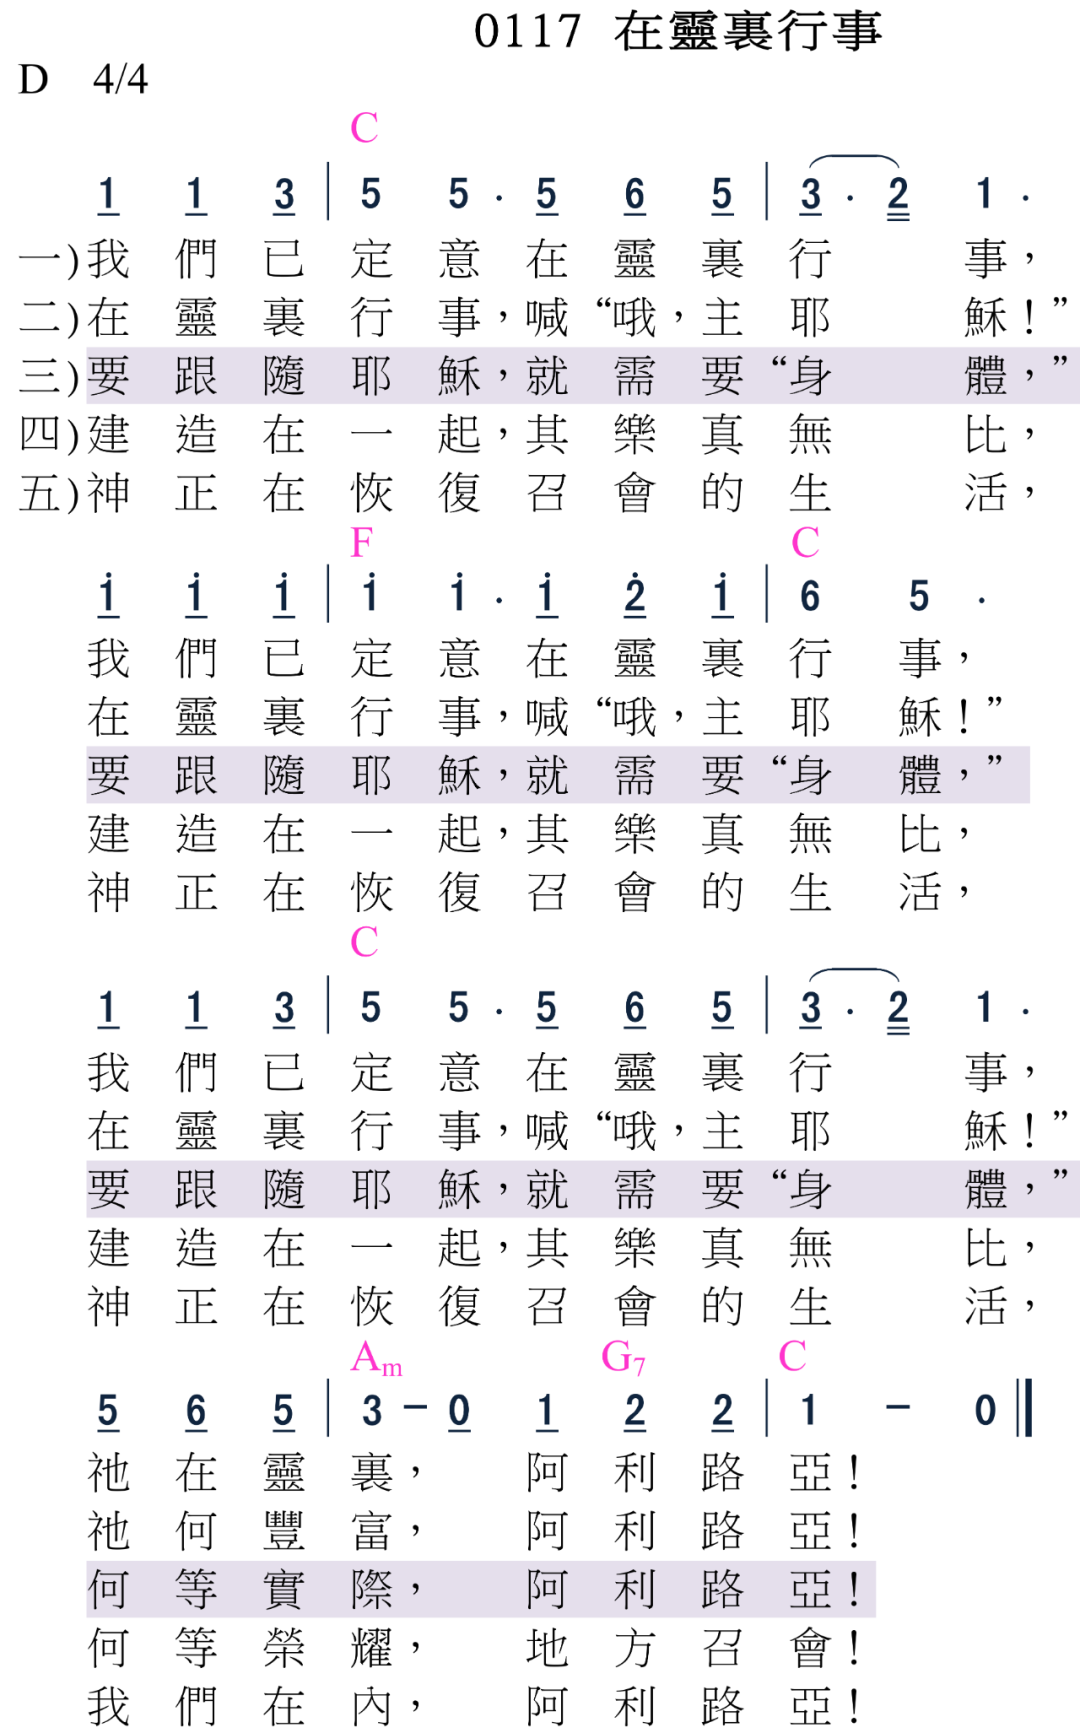 0117 在靈裏行事
D 4/4
C
1 1 3 | 5 5 . 5 6 5 | 3 . 2 1 .
一)我們已定意在靈裏行事，
二)在靈裏行事，喊“哦，主耶穌！”
三)要跟隨耶穌，就需要“身體，”
四)建造在一起，其樂真無比，
五)神正在恢復召會的生活，
F C
1̇ 1̇ 1̇ | 1̇ 1̇ . 1̇ 2̇ 1̇ | 6 5 .
我們已定意在靈裏行事，
在靈裏行事，喊“哦，主耶穌！”
要跟隨耶穌，就需要“身體，”
建造在一起，其樂真無比，
神正在恢復召會的生活，
C
1 1 3 | 5 5 . 5 6 5 | 3 . 2 1 .
我們已定意在靈裏行事，
在靈裏行事，喊“哦，主耶穌！”
要跟隨耶穌，就需要“身體，”
建造在一起，其樂真無比，
神正在恢復召會的生活，
Am G7 C
5 6 5 | 3 – 0 1 2 2 | 1 – 0 ‖
祂在靈裏，阿利路亞！
祂何豐富，阿利路亞！
何等實際，阿利路亞！
何等榮耀，地方召會！
我們在內，阿利路亞！